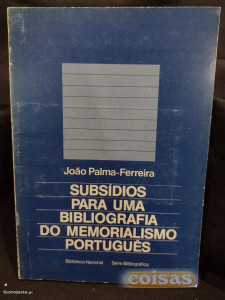 João Palma-Ferreira
SUBSÍDIOS
PARA UMA
BIBLIOGRAFIA
DO MEMORIALISMO
PORTUGUÊS
Biblioteca Nacional Série Bibliográfica
coisas